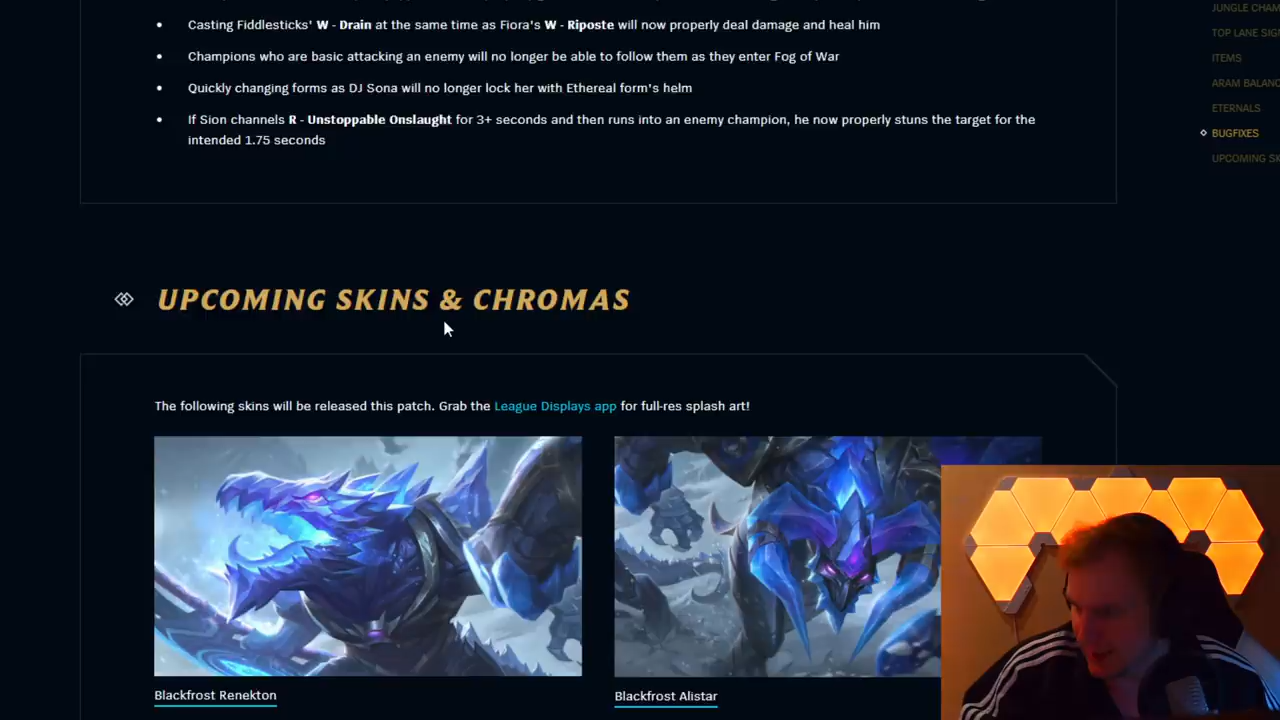 Casting Fiddlesticks' W - Drain at the same time as Fiora's W - Riposte will now properly deal damage and heal him
Champions who are basic attacking an enemy will no longer be able to follow them as they enter Fog of War
Quickly changing forms as DJ Sona will no longer lock her with Ethereal form's helm
If Sion channels R - Unstoppable Onslaught for 3+ seconds and then runs into an enemy champion, he now properly stuns the target for the
intended 1.75 seconds
JUNGLE CHAM
TOP LANE SIG
ITEMS
ARAM BALANC
ETERNALS
BUGFIXES
UPCOMING SK
UPCOMING SKINS & CHROMAS
The following skins will be released this patch. Grab the League Displays app for full-res splash art!
Blackfrost Renekton
Blackfrost Alistar